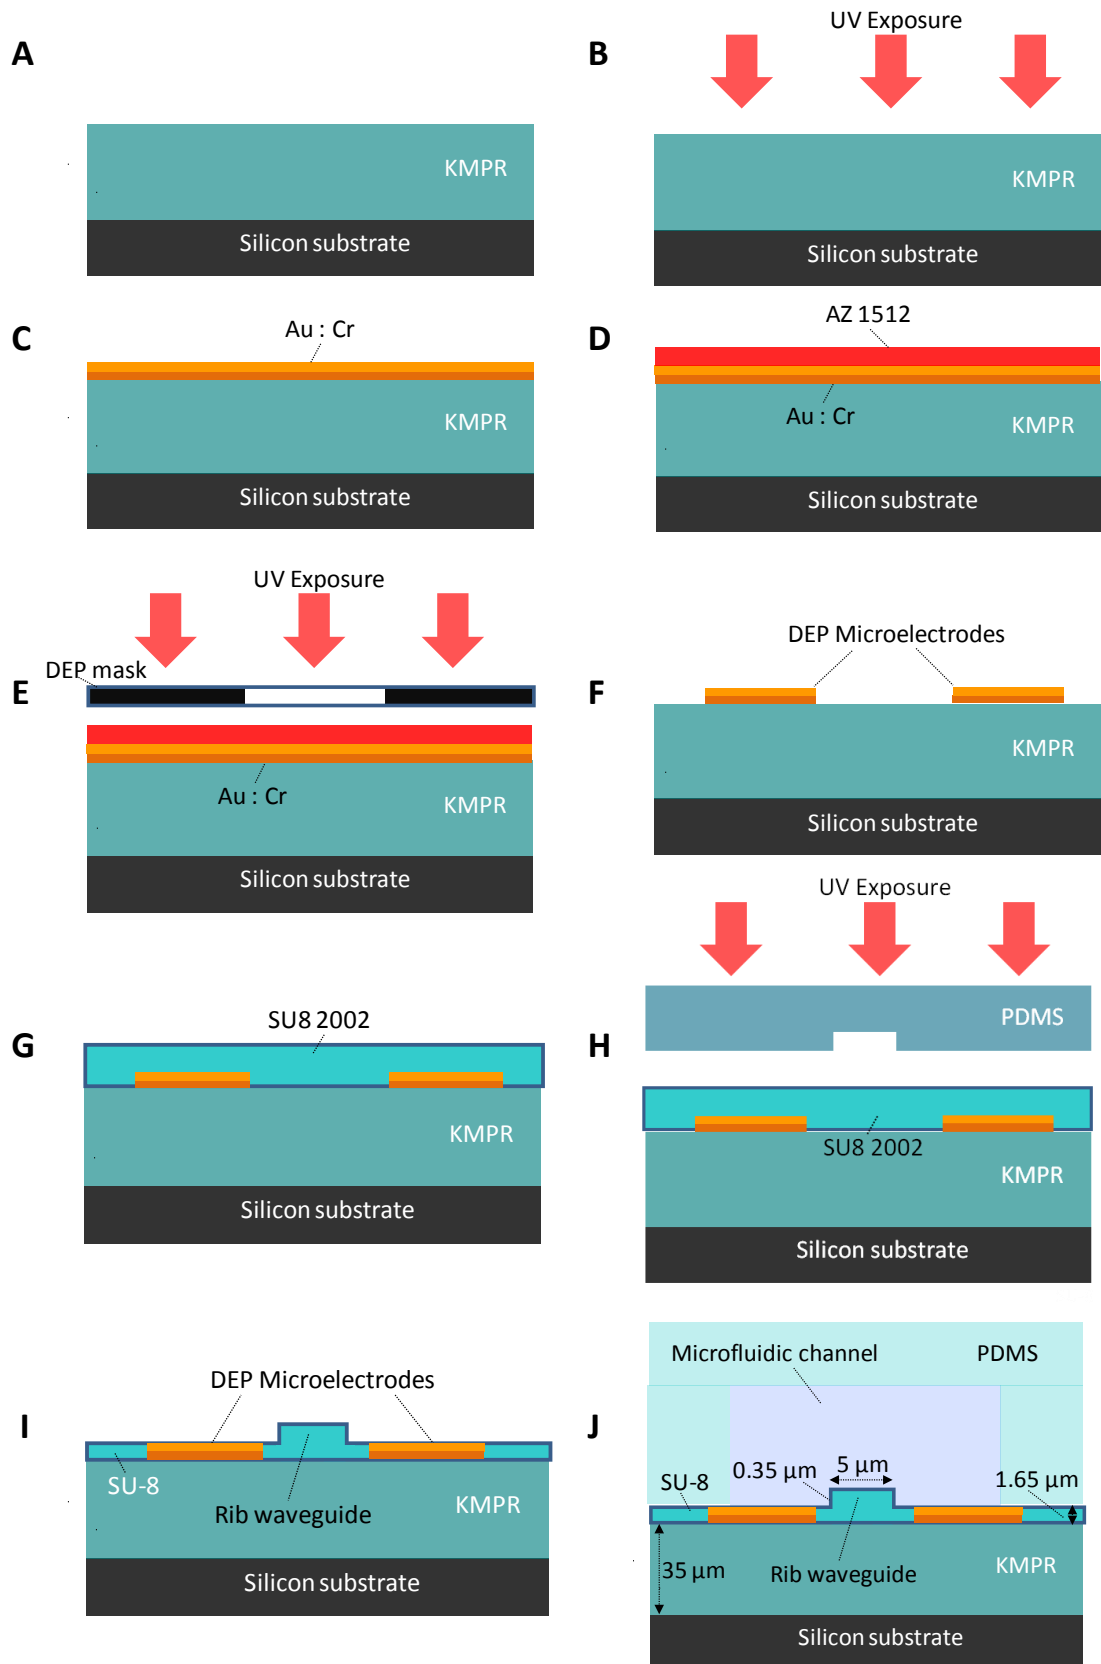 A
KMPR
Silicon substrate
B
UV Exposure
KMPR
Silicon substrate
C
Au : Cr
KMPR
Silicon substrate
D
AZ 1512
Au : Cr
KMPR
Silicon substrate
E
UV Exposure
DEP mask
Au : Cr
KMPR
Silicon substrate
F
DEP Microelectrodes
KMPR
Silicon substrate
G
SU8 2002
KMPR
Silicon substrate
H
UV Exposure
PDMS
SU8 2002
KMPR
Silicon substrate
I
DEP Microelectrodes
SU-8
Rib waveguide
KMPR
Silicon substrate
J
Microfluidic channel
PDMS
0.35 µm
5 µm
SU-8
1.65 µm
35 µm
Rib waveguide
KMPR
Silicon substrate